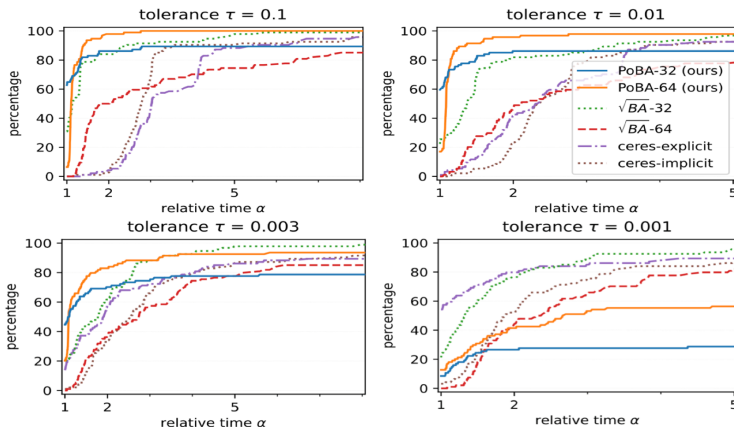 tolerance τ = 0.1
percentage
100
80
60
40
20
0
1
2
5
relative time α
tolerance τ = 0.01
percentage
100
80
60
40
20
0
1
2
5
relative time α
PoBA-32 (ours)
PoBA-64 (ours)
√BA-32
√BA-64
ceres-explicit
ceres-implicit
tolerance τ = 0.003
percentage
100
80
60
40
20
0
1
2
5
relative time α
tolerance τ = 0.001
percentage
100
80
60
40
20
0
1
2
5
relative time α